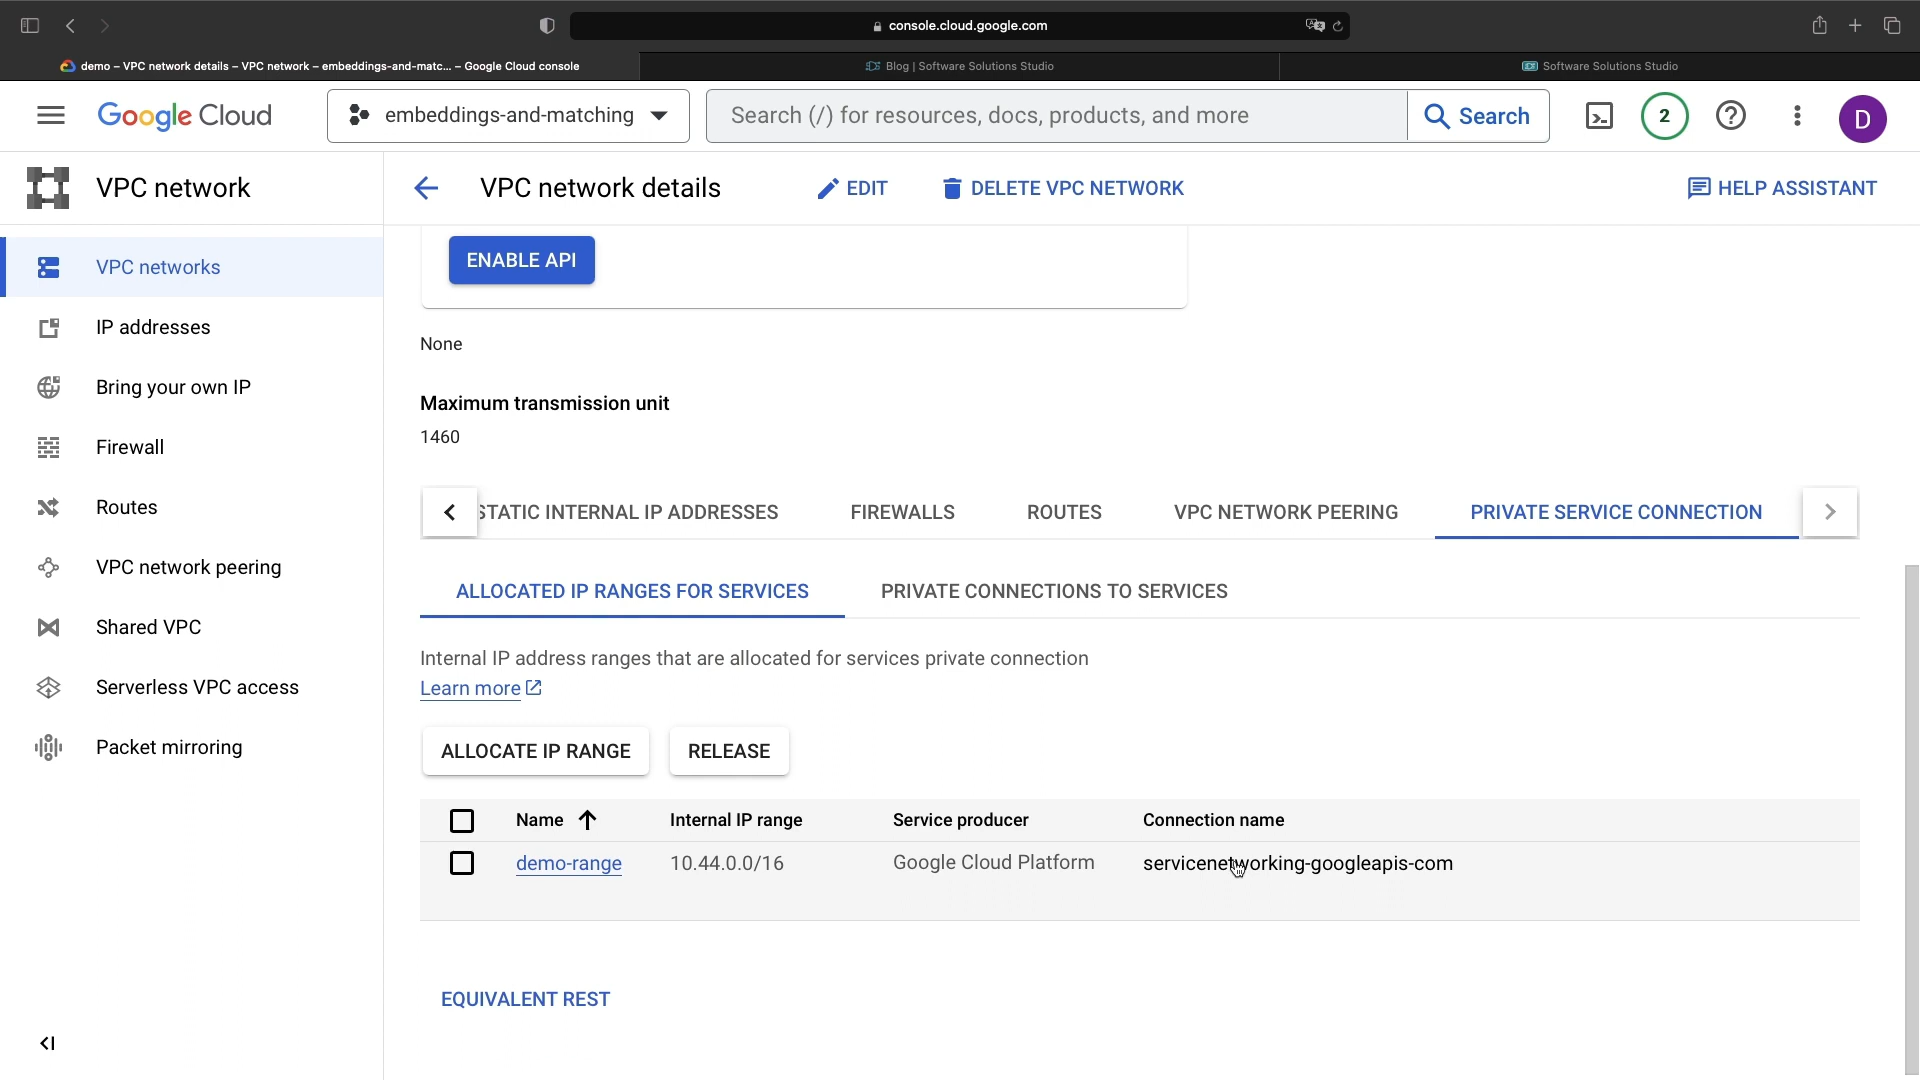 console.cloud.google.com
demo – VPC network details – VPC network – embeddings-and-matc... – Google Cloud console
Blog | Software Solutions Studio
Software Solutions Studio
Google Cloud
embeddings-and-matching
Search (/) for resources, docs, products, and more
Search
2
D
VPC network
VPC network details
EDIT
DELETE VPC NETWORK
HELP ASSISTANT
VPC networks
IP addresses
Bring your own IP
Firewall
Routes
VPC network peering
Shared VPC
Serverless VPC access
Packet mirroring
ENABLE API
None
Maximum transmission unit
1460
STATIC INTERNAL IP ADDRESSES
FIREWALLS
ROUTES
VPC NETWORK PEERING
PRIVATE SERVICE CONNECTION
ALLOCATED IP RANGES FOR SERVICES
PRIVATE CONNECTIONS TO SERVICES
Internal IP address ranges that are allocated for services private connection
Learn more
ALLOCATE IP RANGE
RELEASE
Name
Internal IP range
Service producer
Connection name
demo-range
10.44.0.0/16
Google Cloud Platform
servicenetworking-googleapis-com
EQUIVALENT REST